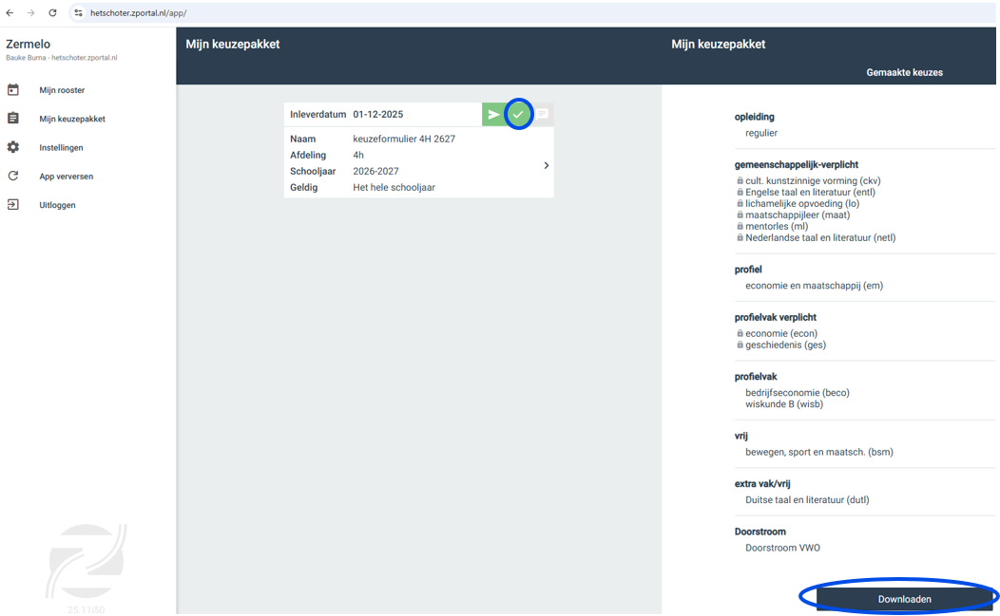 hetschoter.zportal.nl/app/
Zermelo
Bauke Buma - hetschoter.zportal.nl
Mijn rooster
Mijn keuzepakket
Instellingen
App verversen
Uitloggen
25.11j50
Mijn keuzepakket
Inleverdatum 01-12-2025
Naam keuzeformulier 4H 2627
Afdeling 4h
Schooljaar 2026-2027
Geldig Het hele schooljaar
Mijn keuzepakket
Gemaakte keuzes
opleiding
regulier
gemeenschappelijk-verplicht
cult. kunstzinnige vorming (ckv)
Engelse taal en literatuur (entl)
lichamelijke opvoeding (lo)
maatschappijleer (maat)
mentorles (ml)
Nederlandse taal en literatuur (netl)
profiel
economie en maatschappij (em)
profielvak verplicht
economie (econ)
geschiedenis (ges)
profielvak
bedrijfseconomie (beco)
wiskunde B (wisb)
vrij
bewegen, sport en maatsch. (bsm)
extra vak/vrij
Duitse taal en literatuur (dutl)
Doorstroom
Doorstroom VWO
Downloaden